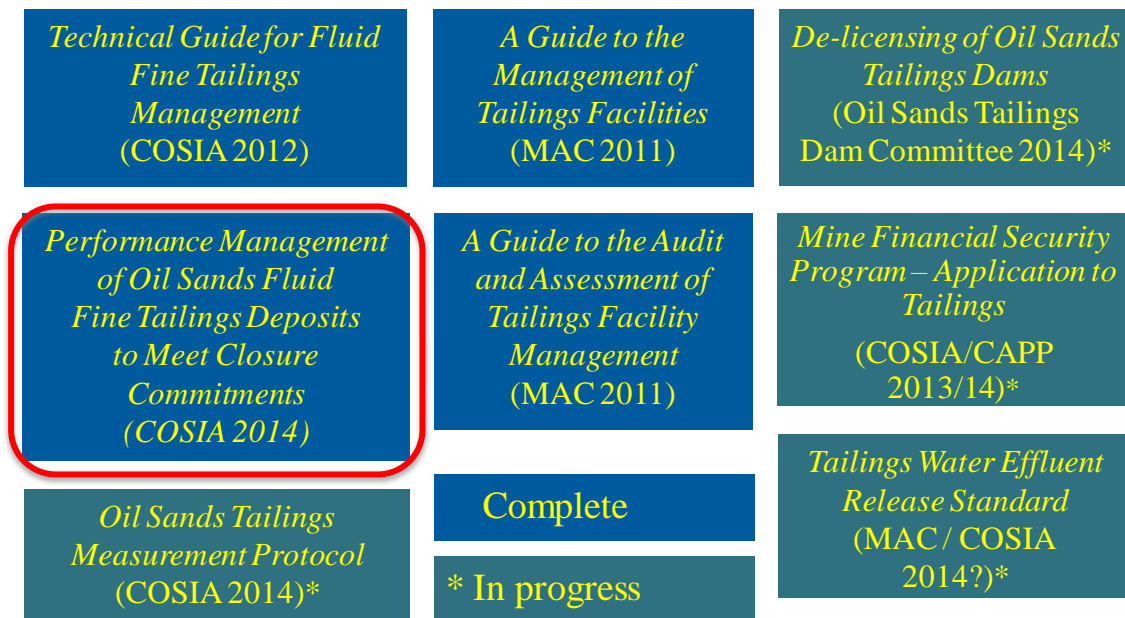 Technical Guide for Fluid
Fine Tailings
Management
(COSIA 2012)
A Guide to the
Management of
Tailings Facilities
(MAC 2011)
De-licensing of Oil Sands
Tailings Dams
(Oil Sands Tailings
Dam Committee 2014)*
Performance Management
of Oil Sands Fluid
Fine Tailings Deposits
to Meet Closure
Commitments
(COSIA 2014)
A Guide to the Audit
and Assessment of
Tailings Facility
Management
(MAC 2011)
Mine Financial Security
Program – Application to
Tailings
(COSIA/CAPP
2013/14)*
Oil Sands Tailings
Measurement Protocol
(COSIA 2014)*
Complete
* In progress
Tailings Water Effluent
Release Standard
(MAC / COSIA
2014?)*